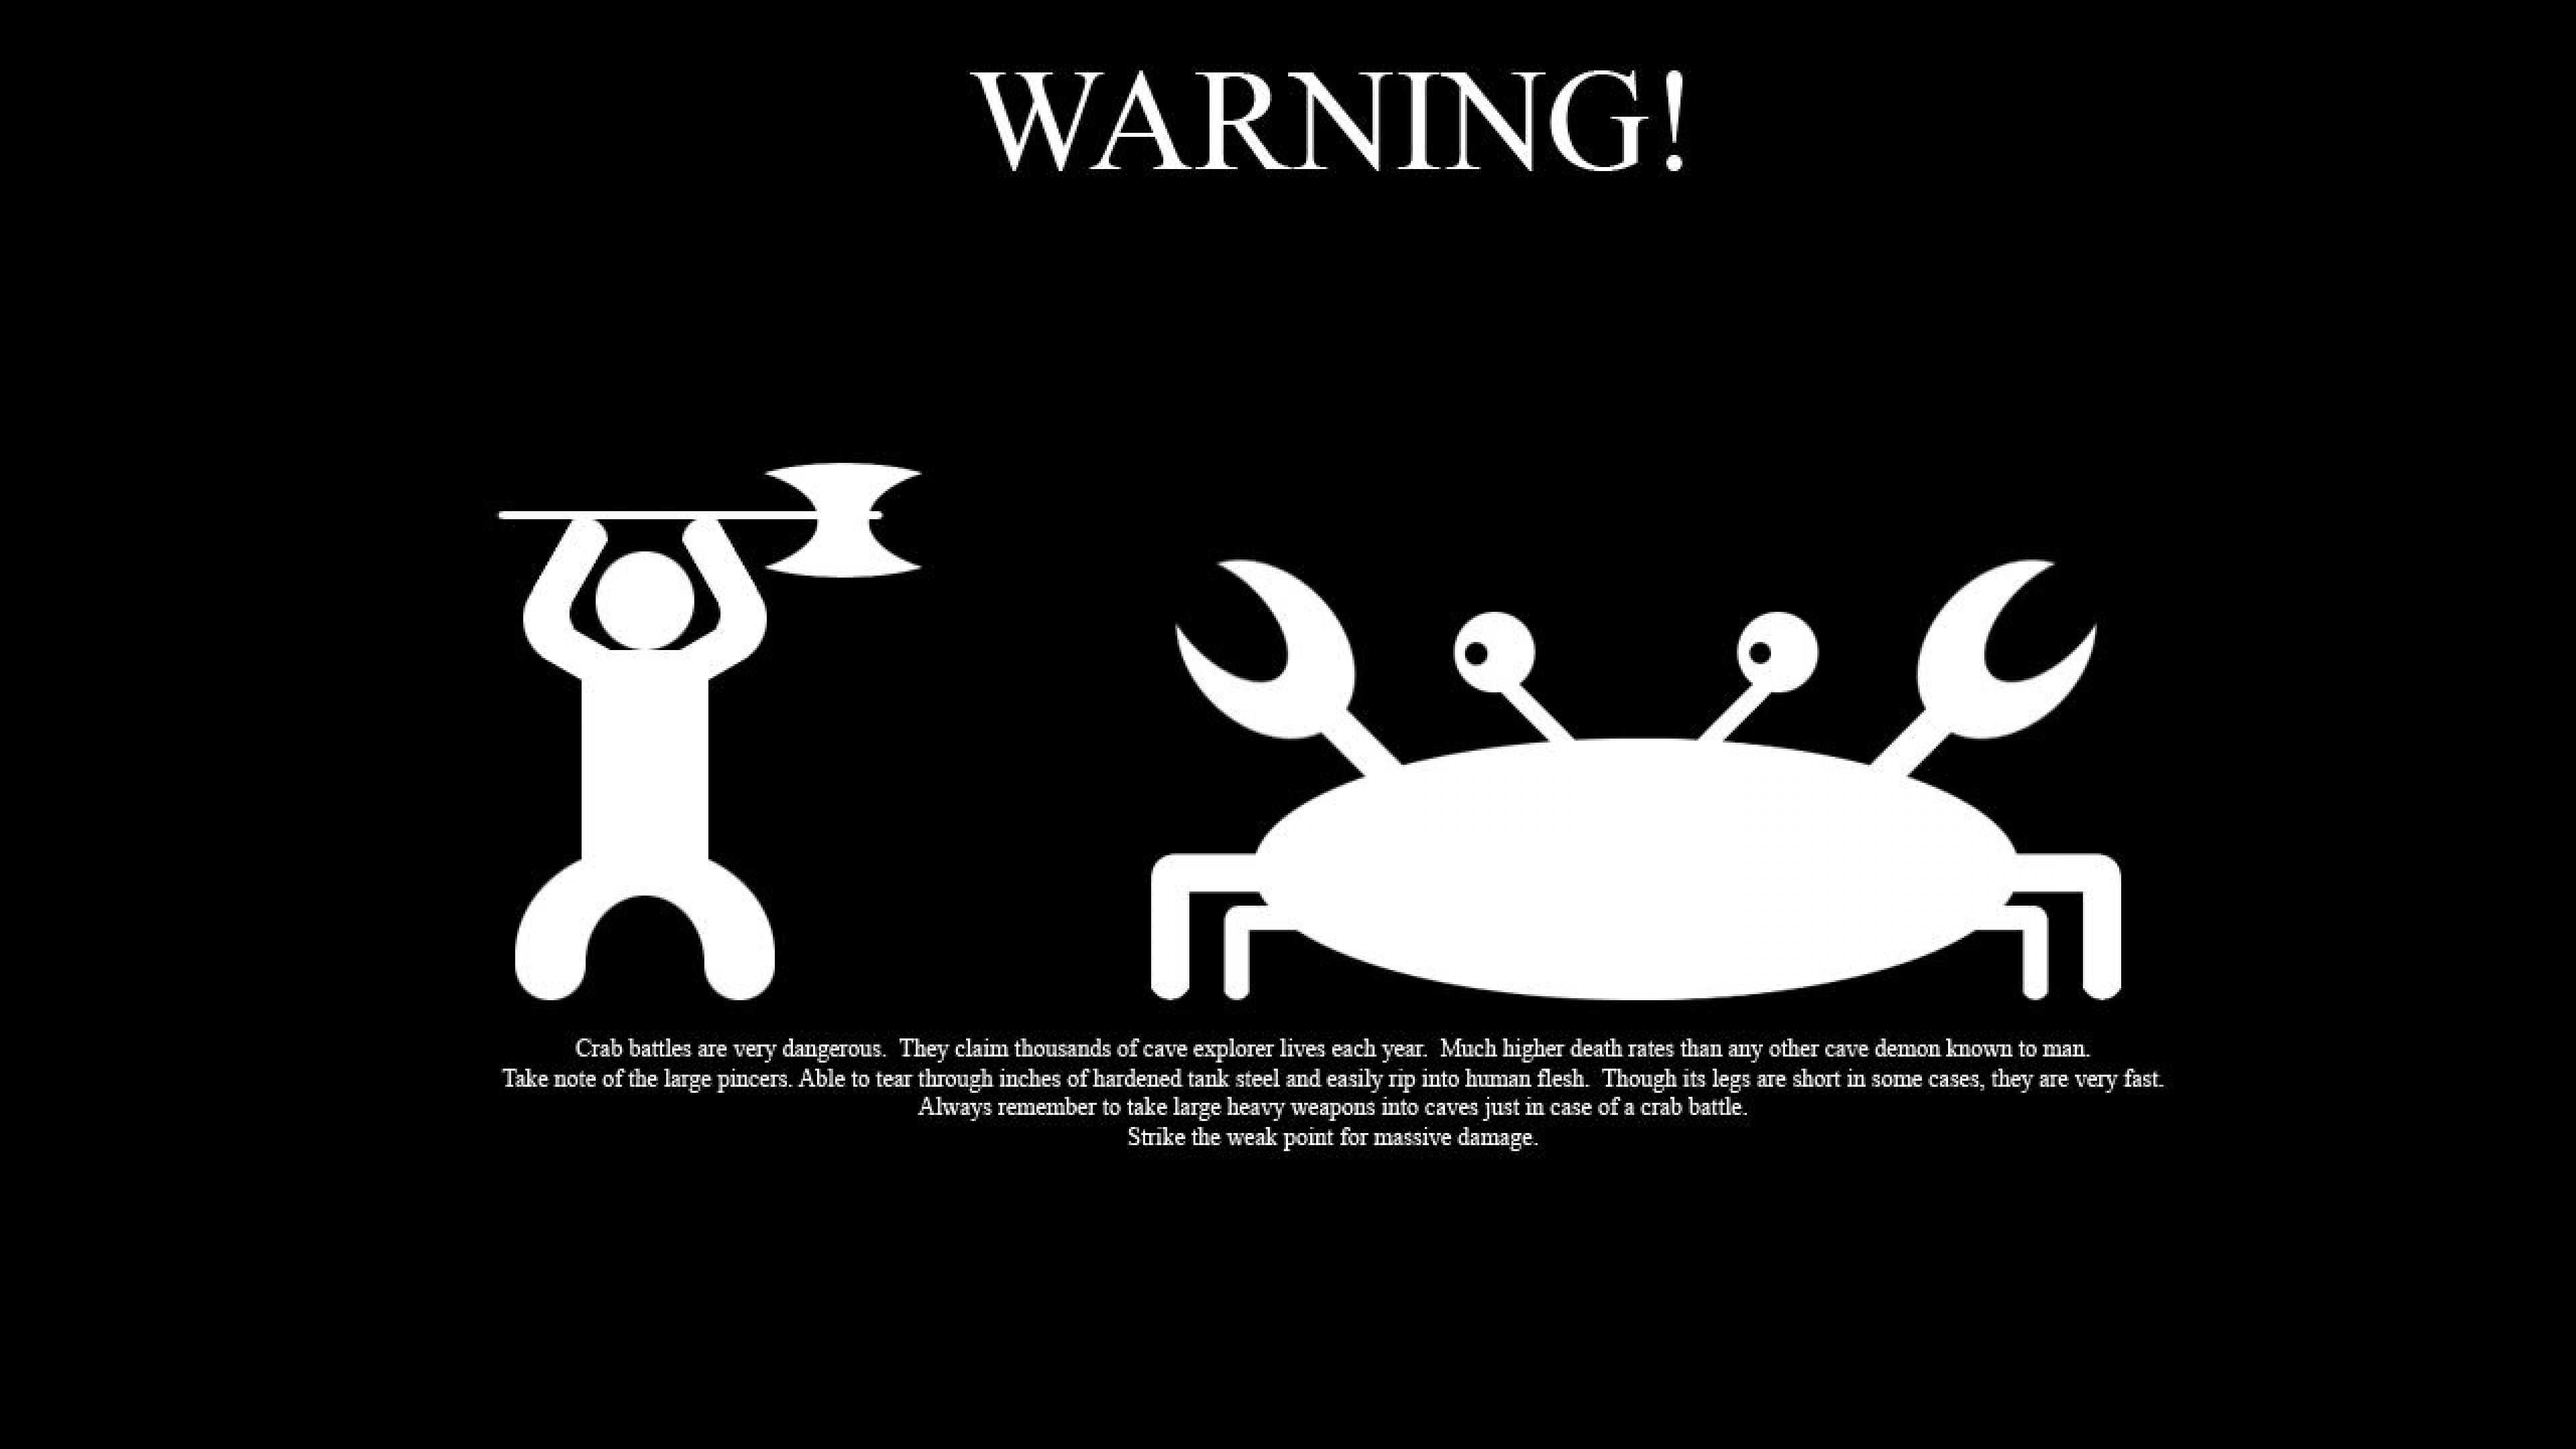 WARNING!
Crab battles are very dangerous.  They claim thousands of cave explorer lives each year.  Much higher death rates than any other cave demon known to man.
Take note of the large pincers. Able to tear through inches of hardened tank steel and easily rip into human flesh.  Though its legs are short in some cases, they are very fast.
Always remember to take large heavy weapons into caves just in case of a crab battle.
Strike the weak point for massive damage.